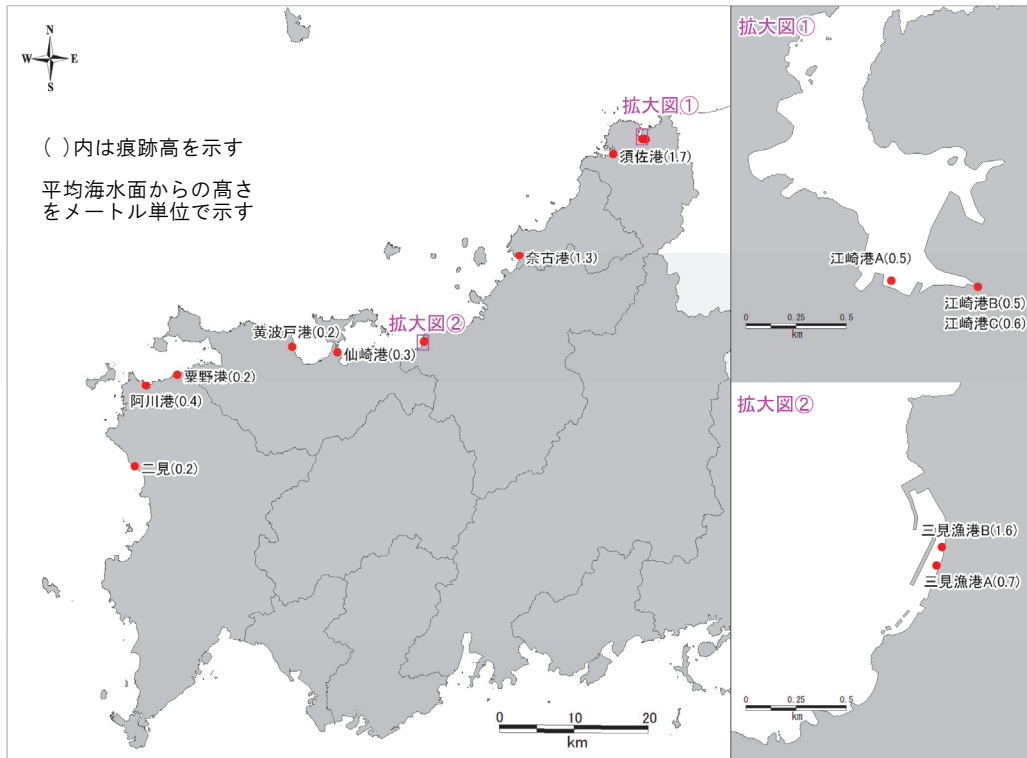 N
W E
S
( )内は痕跡高を示す
平均海水面からの高さ
をメートル単位で示す
拡大図①
須佐港(1.7)
奈古港(1.3)
拡大図②
黄波戸港(0.2)
仙崎港(0.3)
粟野港(0.2)
阿川港(0.4)
二見(0.2)
0 10 20
km
拡大図①
江崎港A(0.5)
江崎港B(0.5)
江崎港C(0.6)
0 0.25 0.5
km
拡大図②
三見漁港B(1.6)
三見漁港A(0.7)
0 0.25 0.5
km